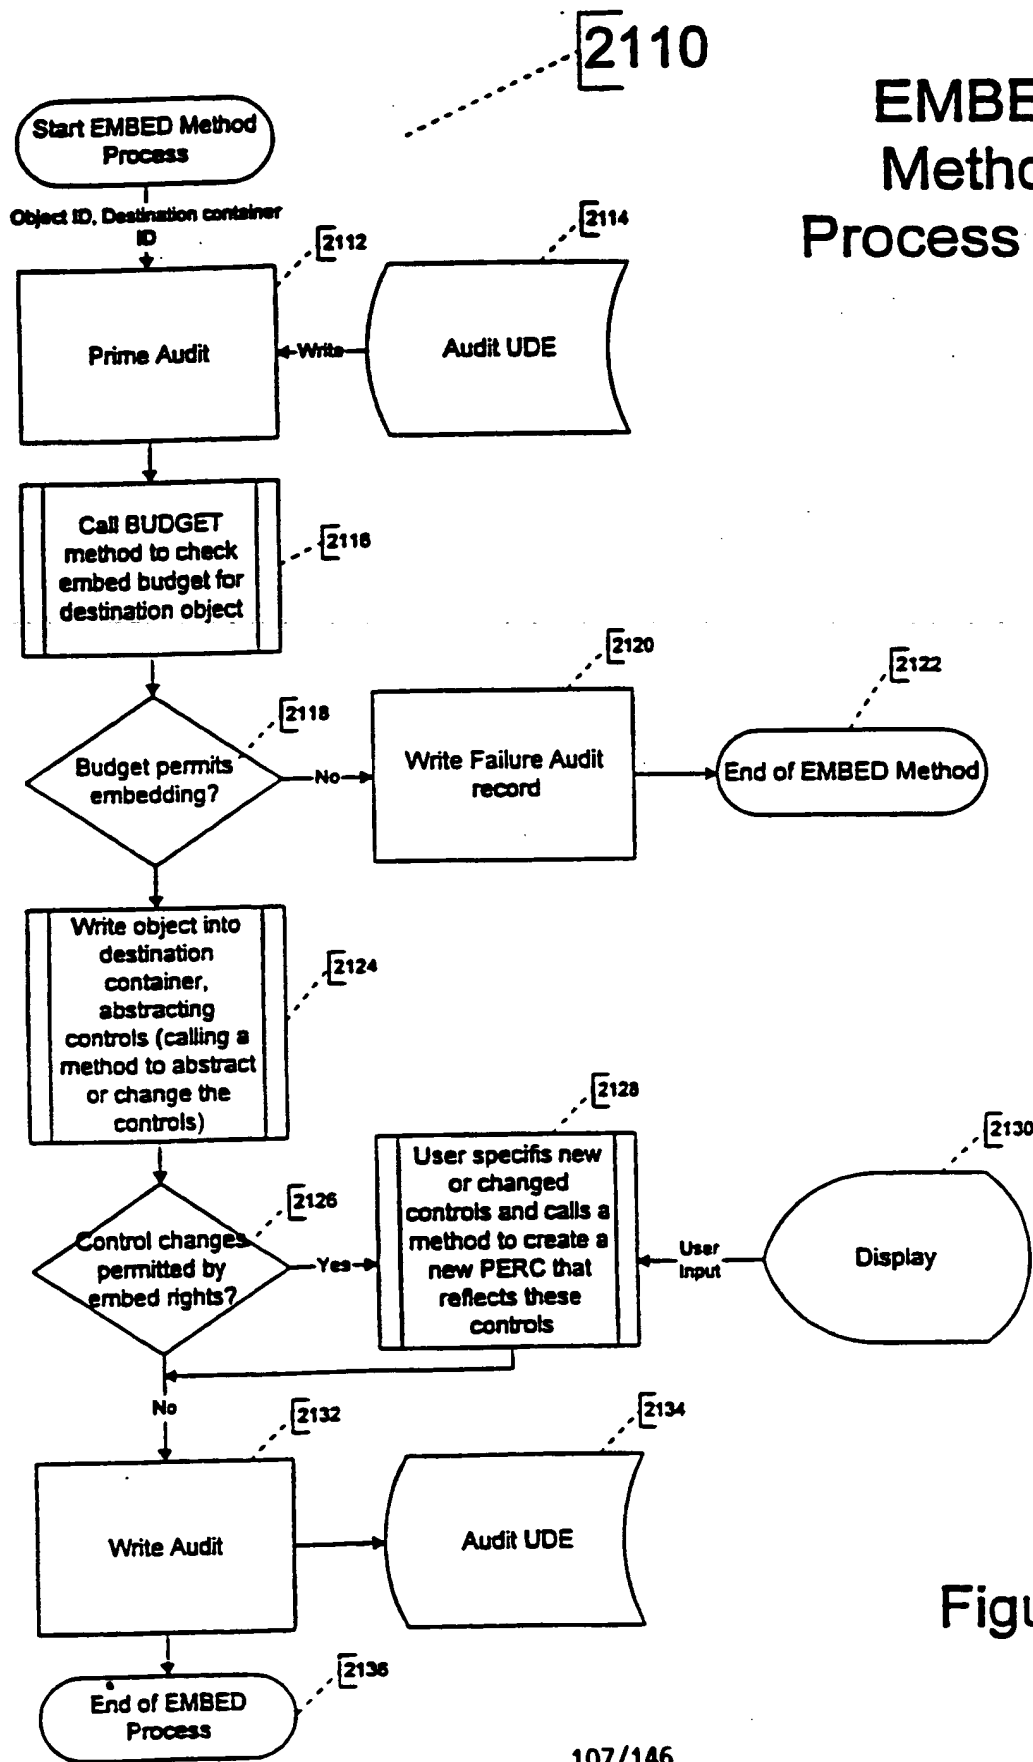 2110
EMBE
Metho
Process
Start EMBED Method
Process
Object ID, Destination container
ID
2112
2114
Prime Audit
Write
Audit UDE
Call BUDGET
method to check
embed budget for
destination object
2116
2118
Budget permits
embedding?
No
2120
Write Failure Audit
record
2122
End of EMBED Method
Write object into
destination
container,
abstracting
controls (calling a
method to abstract
or change the
controls)
2124
2126
Control changes
permitted by
embed rights?
Yes
2128
User specifis new
or changed
controls and calls a
method to create a
new PERC that
reflects these
controls
User
Input
2130
Display
No
2132
Write Audit
2134
Audit UDE
2136
End of EMBED
Process
Figu
107/146